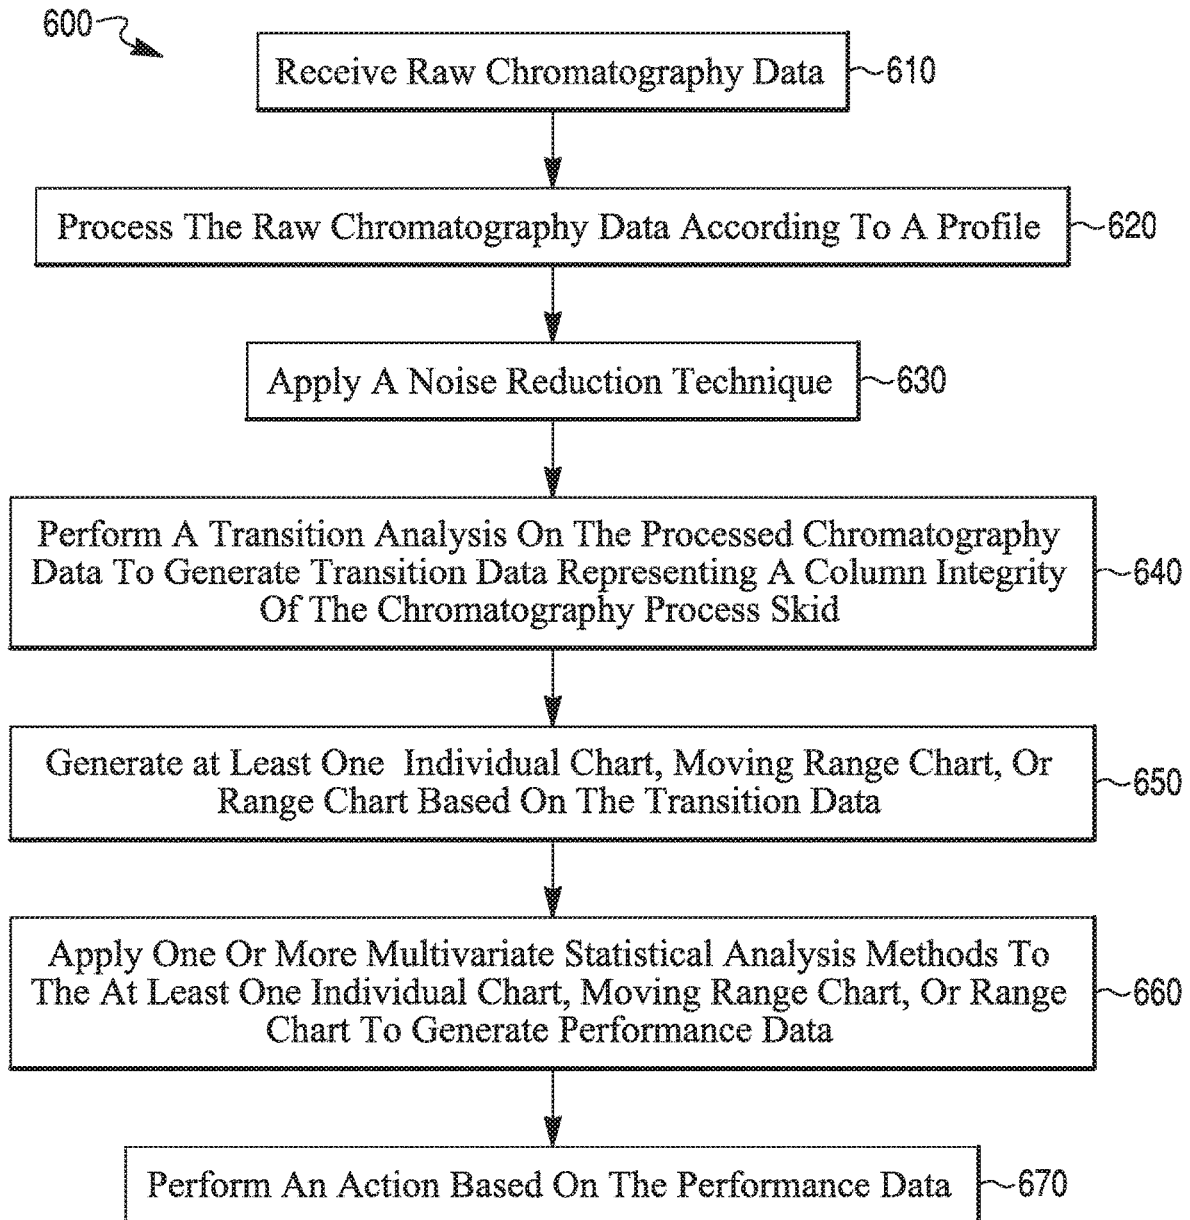 600
Receive Raw Chromatography Data
610
Process The Raw Chromatography Data According To A Profile
620
Apply A Noise Reduction Technique
630
Perform A Transition Analysis On The Processed Chromatography
Data To Generate Transition Data Representing A Column Integrity
Of The Chromatography Process Skid
640
Generate at Least One Individual Chart, Moving Range Chart, Or
Range Chart Based On The Transition Data
650
Apply One Or More Multivariate Statistical Analysis Methods To
The At Least One Individual Chart, Moving Range Chart, Or Range
Chart To Generate Performance Data
660
Perform An Action Based On The Performance Data
670